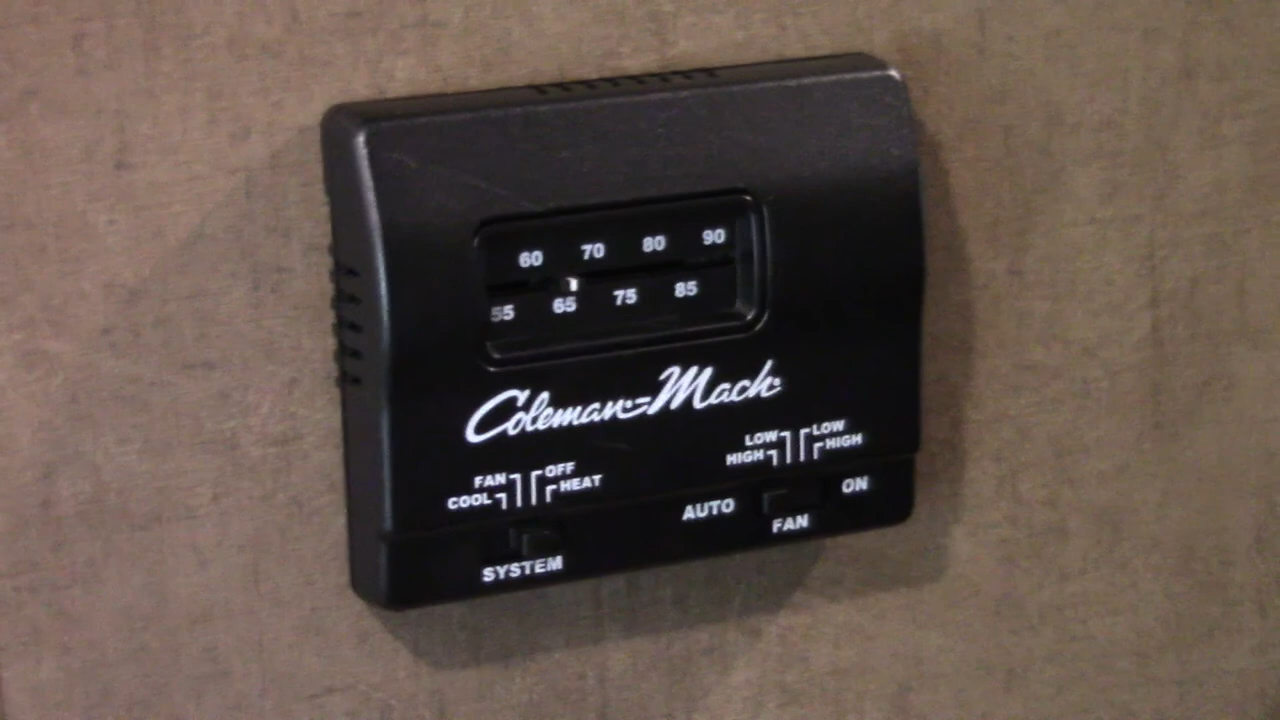 60 70 80 90
55 65 75 85
Coleman-Mach
LOW LOW
HIGH HIGH
FAN OFF
COOL HEAT
AUTO ON
FAN
SYSTEM